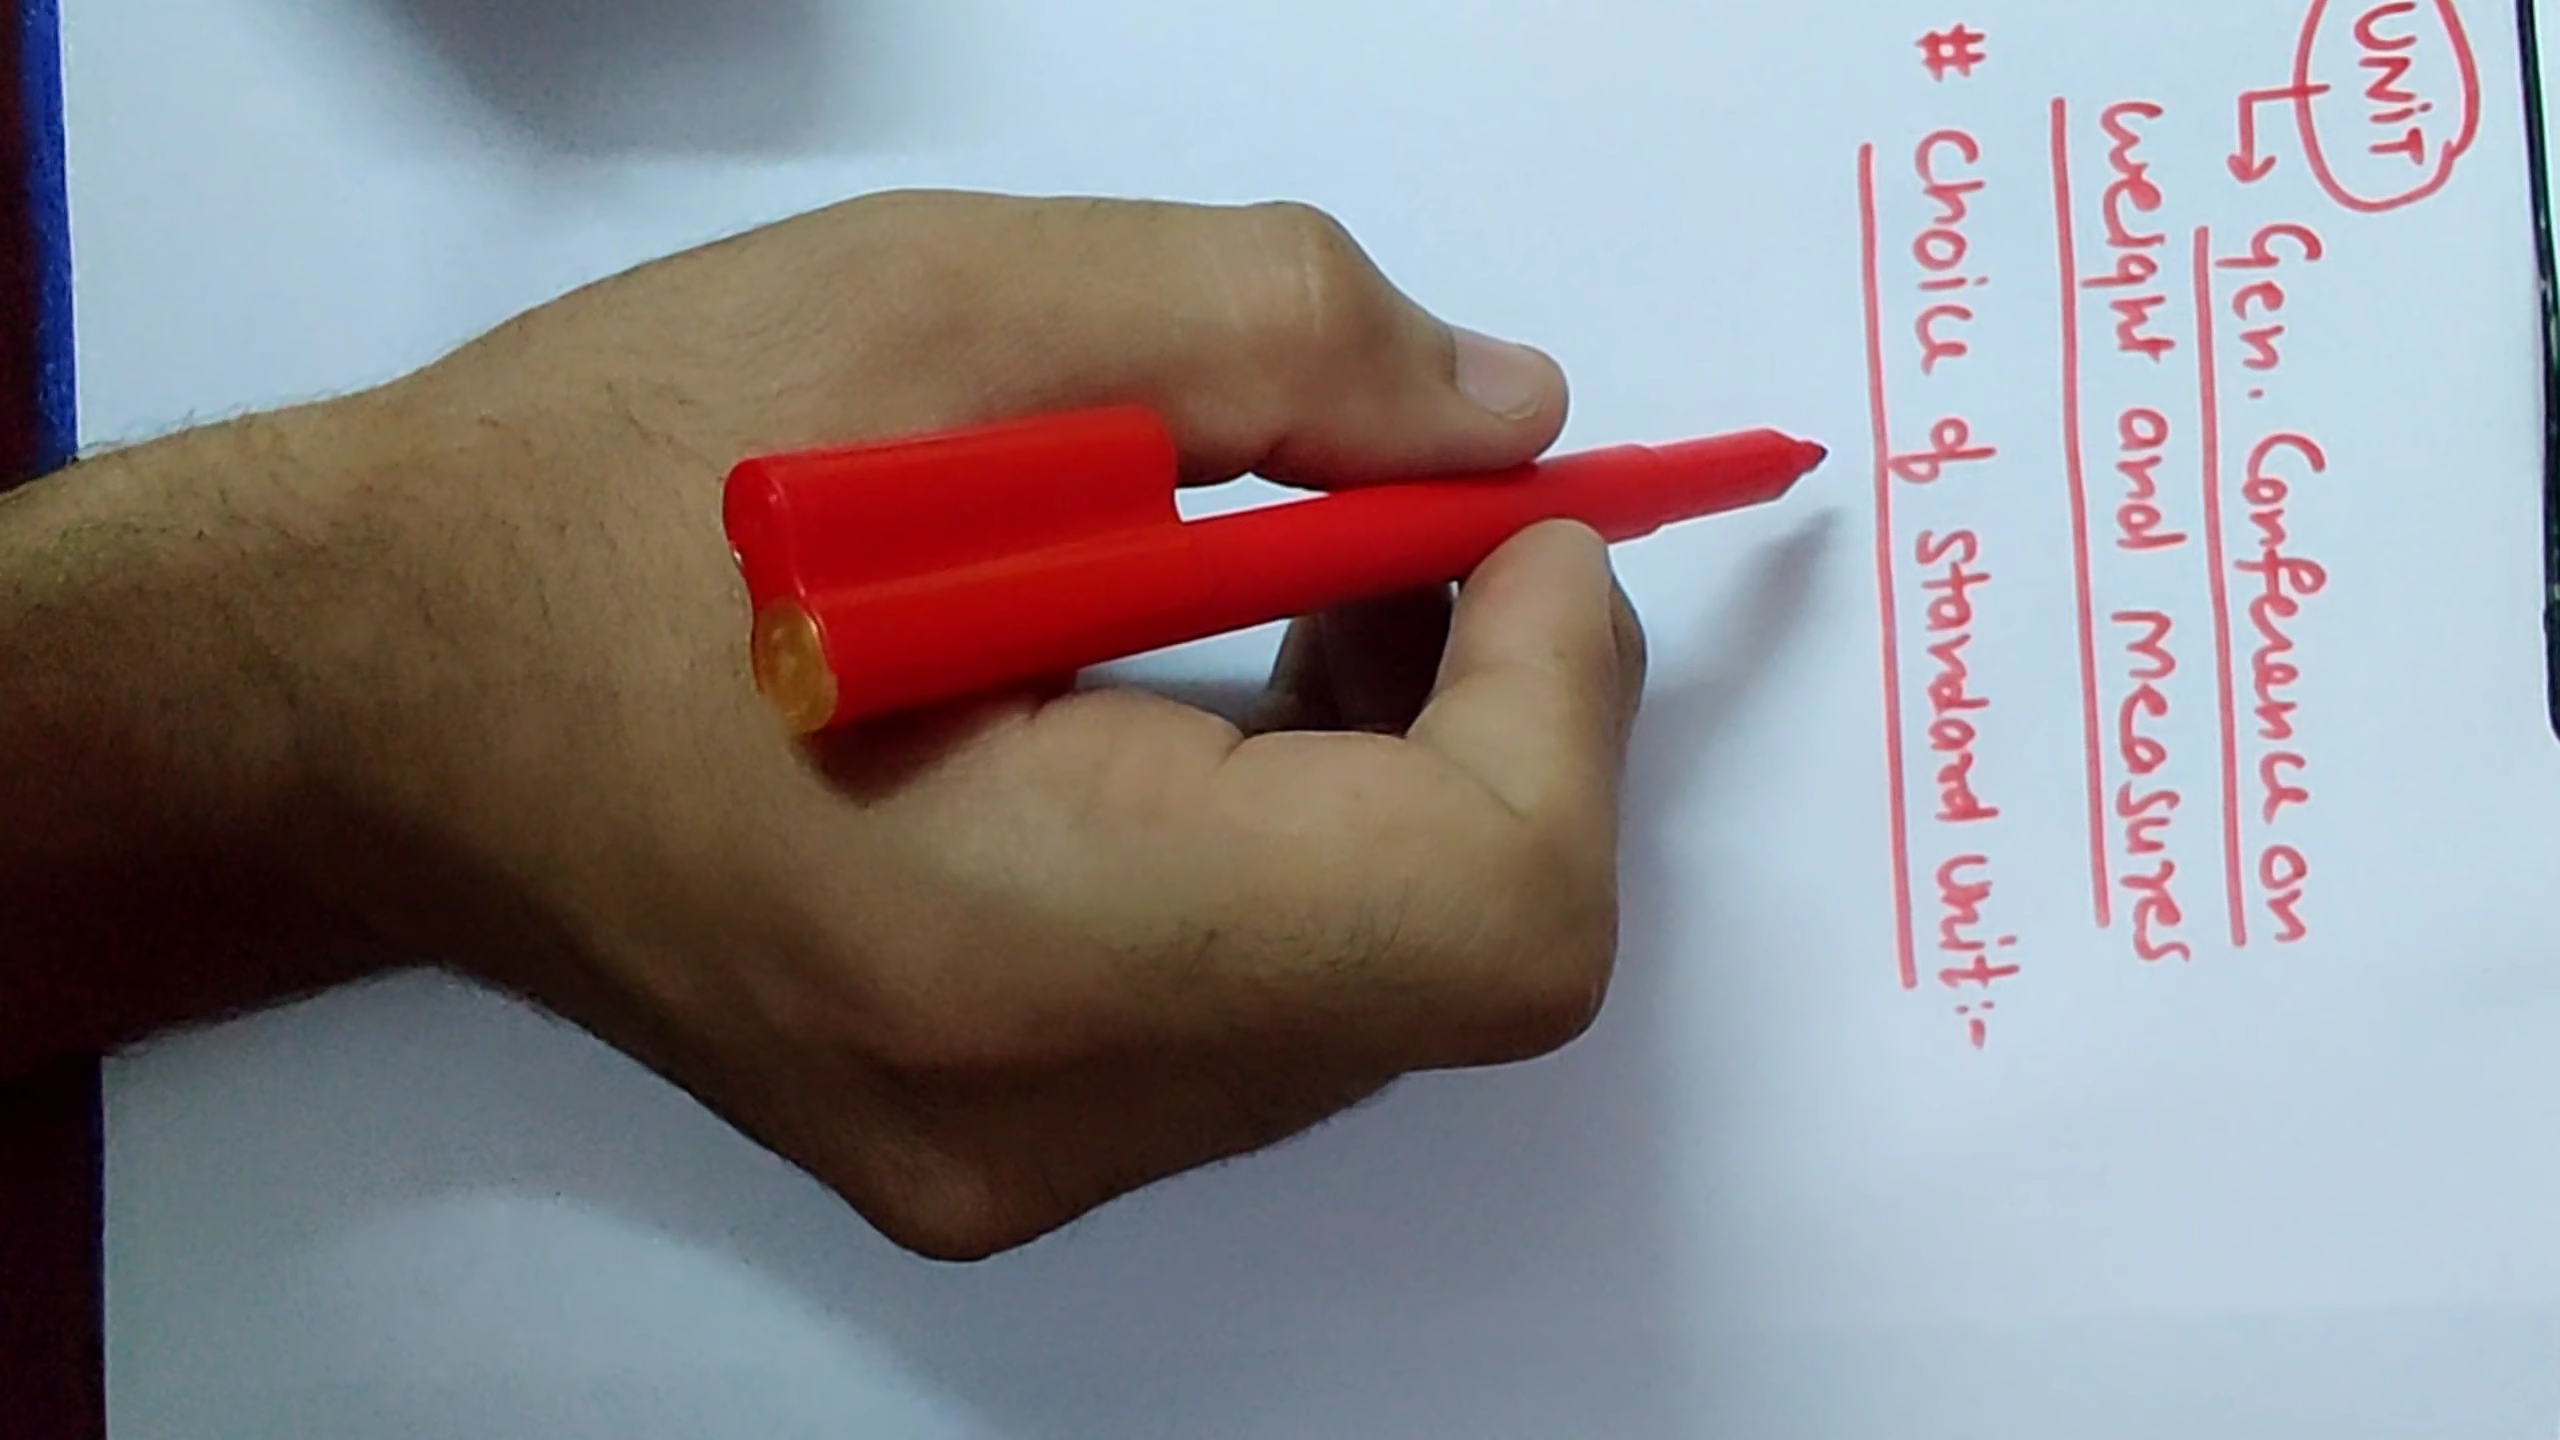 UNIT
↳ Gen. Conference on
weight and Measures
# Choice of Standard unit:-